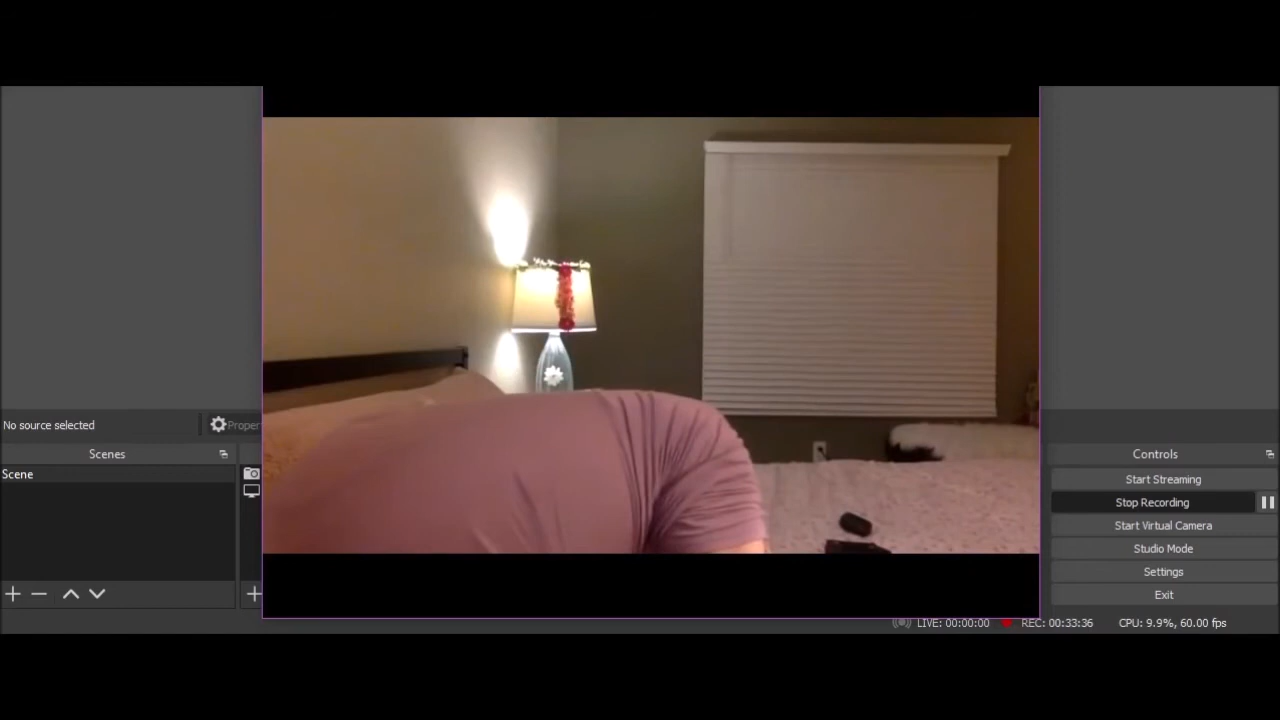 No source selected
Proper
Scenes
Scene
Controls
Start Streaming
Stop Recording
Start Virtual Camera
Studio Mode
Settings
Exit
LIVE: 00:00:00
REC: 00:33:36
CPU: 9.9%, 60.00 fps